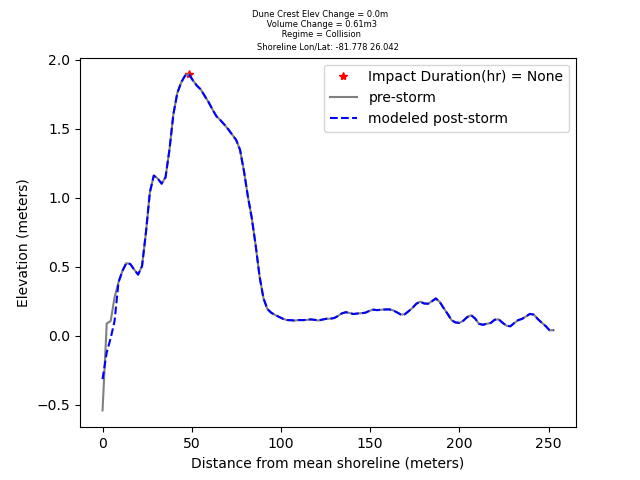 Dune Crest Elev Change = 0.0m
Volume Change = 0.61m3
Regime = Collision
Shoreline Lon/Lat: -81.778 26.042
2.0
1.5
1.0
0.5
0.0
−0.5
Elevation (meters)
Impact Duration(hr) = None
pre-storm
modeled post-storm
0 50 100 150 200 250
Distance from mean shoreline (meters)